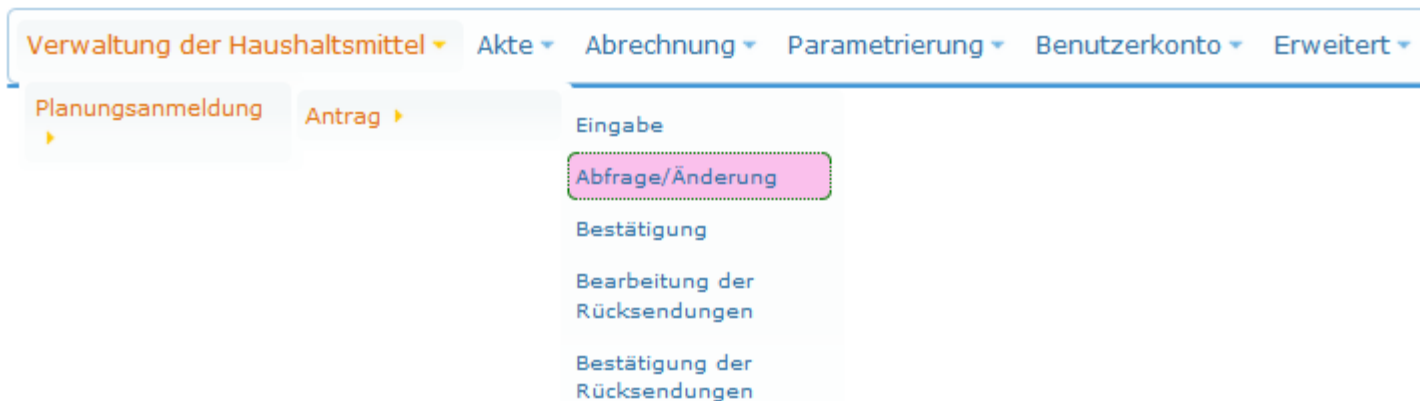 Verwaltung der Haushaltsmittel Akte Abrechnung Parametrierung Benutzerkonto Erweitert
Planungsanmeldung
Antrag
Eingabe
Abfrage/Änderung
Bestätigung
Bearbeitung der
Rücksendungen
Bestätigung der
Rücksendungen